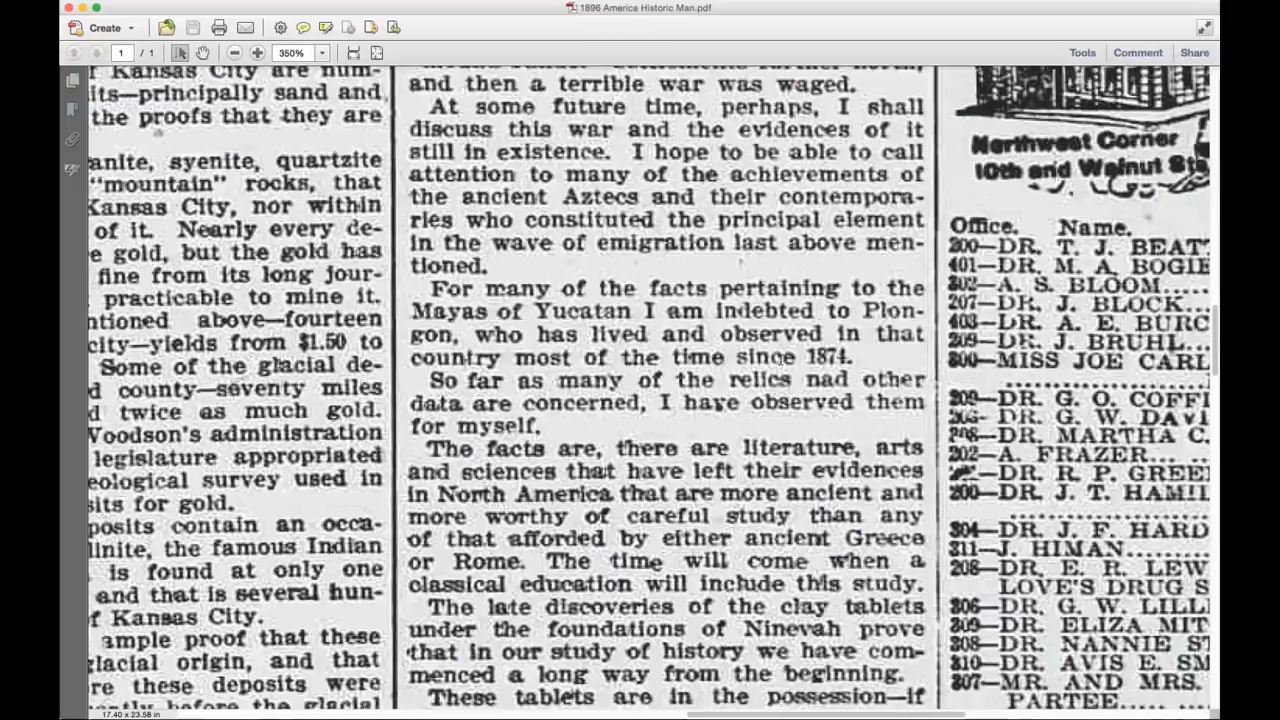 1896 America Historic Man.pdf
Create
1 / 1
350%
Tools
Comment
Share
f Kansas City are num-
its—principally sand and
the proofs that they are
anite, syenite, quartzite
"mountain" rocks, that
Kansas City, nor within
of it. Nearly every de-
e gold, but the gold has
fine from its long jour-
practicable to mine it.
ntioned above—fourteen
city—yields from $1.50 to
Some of the glacial de-
d county—seventy miles
d twice as much gold.
Woodson's administration
legislature appropriated
eological survey used in
sits for gold.
posits contain an occa-
llinite, the famous Indian
is found at only one
and that is several hun-
f Kansas City.
ample proof that these
glacial origin, and that
re these deposits were
before the glacial
further north,
and then a terrible war was waged.
At some future time, perhaps, I shall
discuss this war and the evidences of it
still in existence. I hope to be able to call
attention to many of the achievements of
the ancient Aztecs and their contempora-
ries who constituted the principal element
in the wave of emigration last above men-
tioned.
For many of the facts pertaining to the
Mayas of Yucatan I am indebted to Plon-
gon, who has lived and observed in that
country most of the time since 1874.
So far as many of the relics nad other
data are concerned, I have observed them
for myself.
The facts are, there are literature, arts
and sciences that have left their evidences
in North America that are more ancient and
more worthy of careful study than any
of that afforded by either ancient Greece
or Rome. The time will come when a
classical education will include this study.
The late discoveries of the clay tablets
under the foundations of Ninevah prove
that in our study of history we have com-
menced a long way from the beginning.
These tablets are in the possession—if
Northwest Corner
10th and Walnut Sts
Office. Name.
200—DR. T. J. BEATT
401—DR. M. A. BOGIE
302—A. S. BLOOM
207—DR. J. BLOCK
403—DR. A. E. BURC
209—DR. J. BRUHL
300—MISS JOE CARL
209—DR. G. O. COFFI
DR. G. W. DAVI
208—DR. MARTHA C.
202—A. FRAZER
DR. R. P. GREE
200—DR. J. T. HAMIL
304—DR. J. F. HARD
311—J. HIMAN
208—DR. E. R. LEW
LOVE'S DRUG S
306—DR. G. W. LILL
309—DR. ELIZA MIT
308—DR. NANNIE ST
310—DR. AVIS E. SM
307—MR. AND MRS.
PARTEE
17.40 x 23.58 in